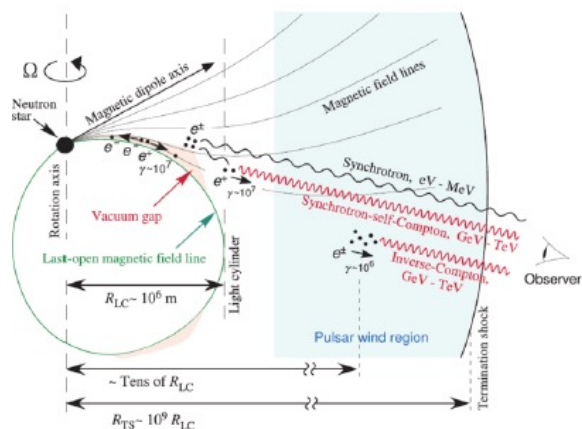 Ω
Neutron
star
Rotation axis
Magnetic dipole axis
Magnetic field lines
e⁻ e⁻ e⁺
γ~10⁷
e±
e±
γ~10⁷
Synchrotron, eV - MeV
Synchrotron-self-Compton, GeV - TeV
Vacuum gap
Last-open magnetic field line
Light cylinder
e±
γ~10⁶
Inverse-Compton,
GeV - TeV
Observer
R_LC ~ 10⁶ m
Pulsar wind region
Termination shock
~ Tens of R_LC
R_TS ~ 10⁹ R_LC